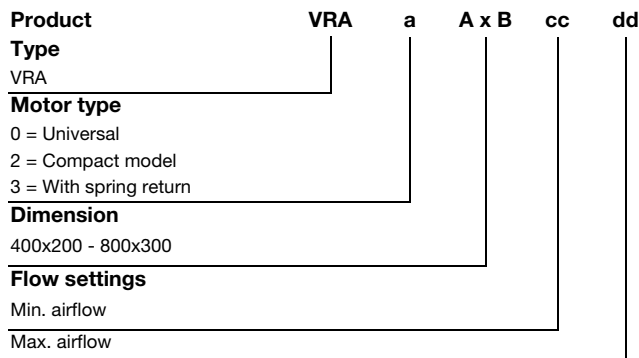 Product VRA a A x B cc dd
Type
VRA
Motor type
0 = Universal
2 = Compact model
3 = With spring return
Dimension
400x200 - 800x300
Flow settings
Min. airflow
Max. airflow